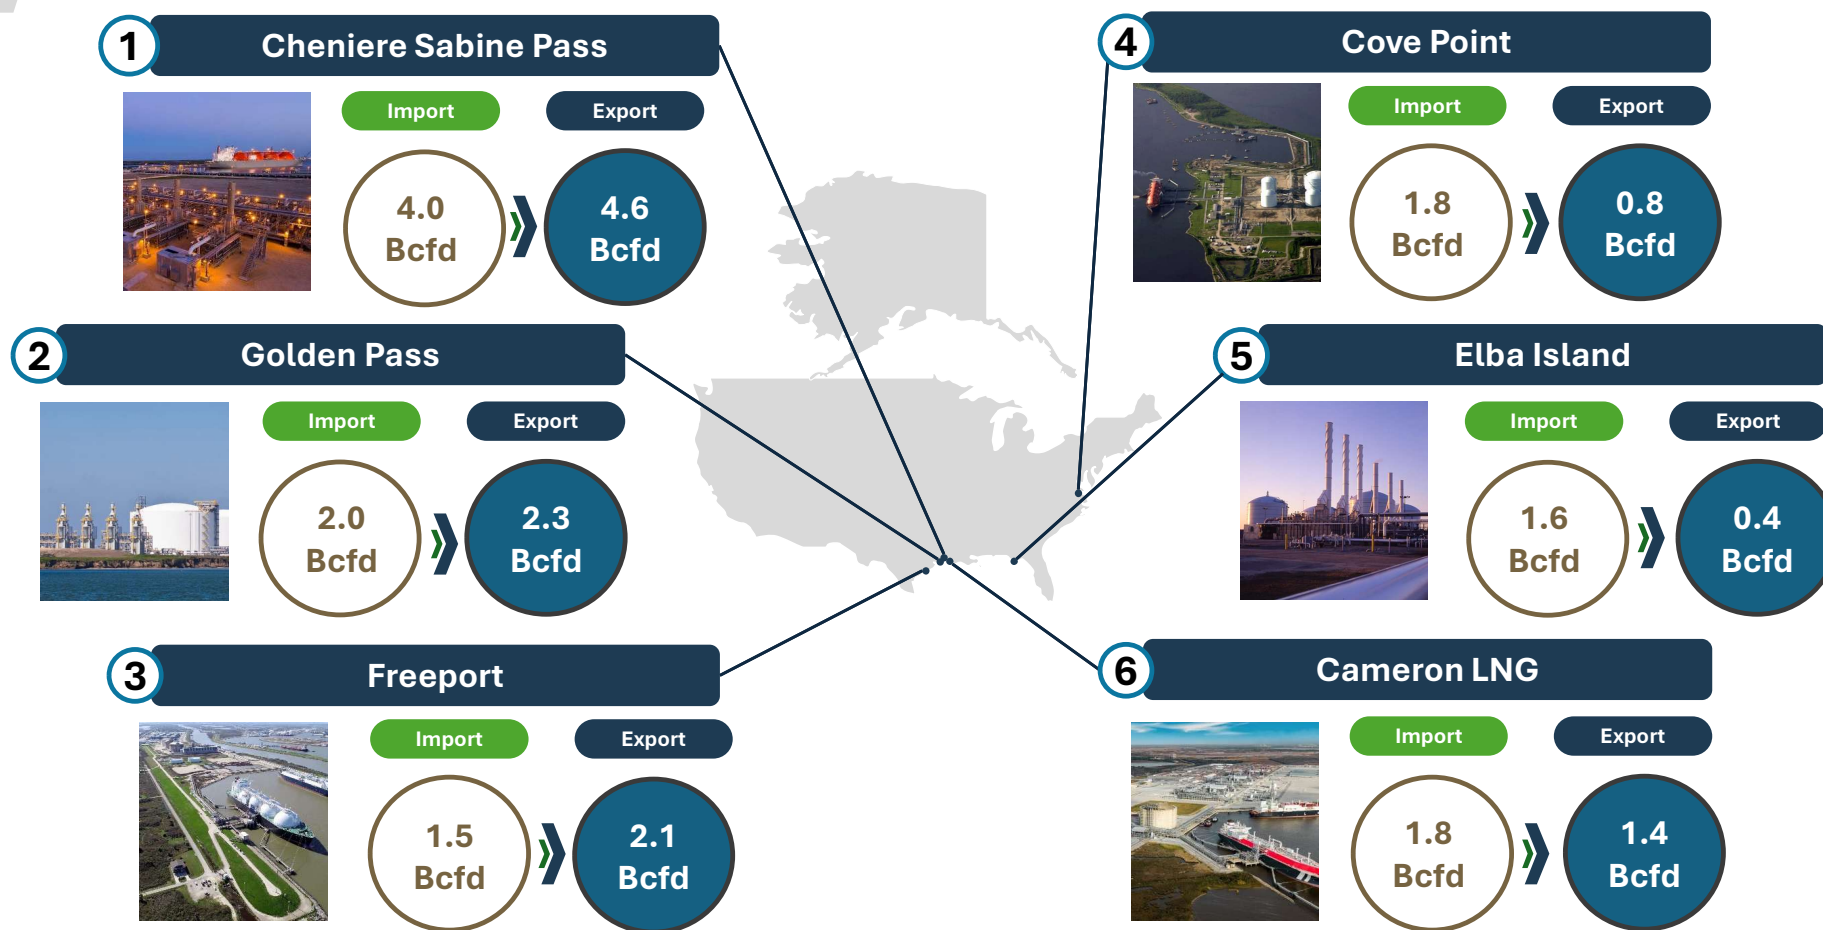 1
Cheniere Sabine Pass
Import
Export
4.0
Bcfd
4.6
Bcfd
2
Golden Pass
Import
Export
2.0
Bcfd
2.3
Bcfd
3
Freeport
Import
Export
1.5
Bcfd
2.1
Bcfd
4
Cove Point
Import
Export
1.8
Bcfd
0.8
Bcfd
5
Elba Island
Import
Export
1.6
Bcfd
0.4
Bcfd
6
Cameron LNG
Import
Export
1.8
Bcfd
1.4
Bcfd